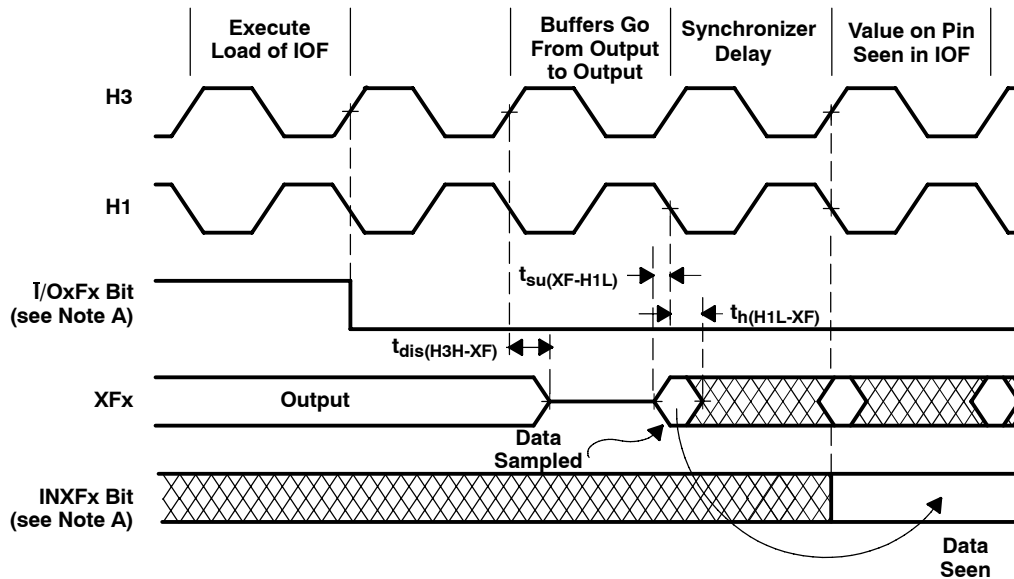 Execute
Load of IOF
Buffers Go
From Output
to Output
Synchronizer
Delay
Value on Pin
Seen in IOF
H3
H1
tsu(XF-H1L)
I/OxFx Bit
(see Note A)
th(H1L-XF)
tdis(H3H-XF)
XFx
Output
Data
Sampled
INXFx Bit
(see Note A)
Data
Seen